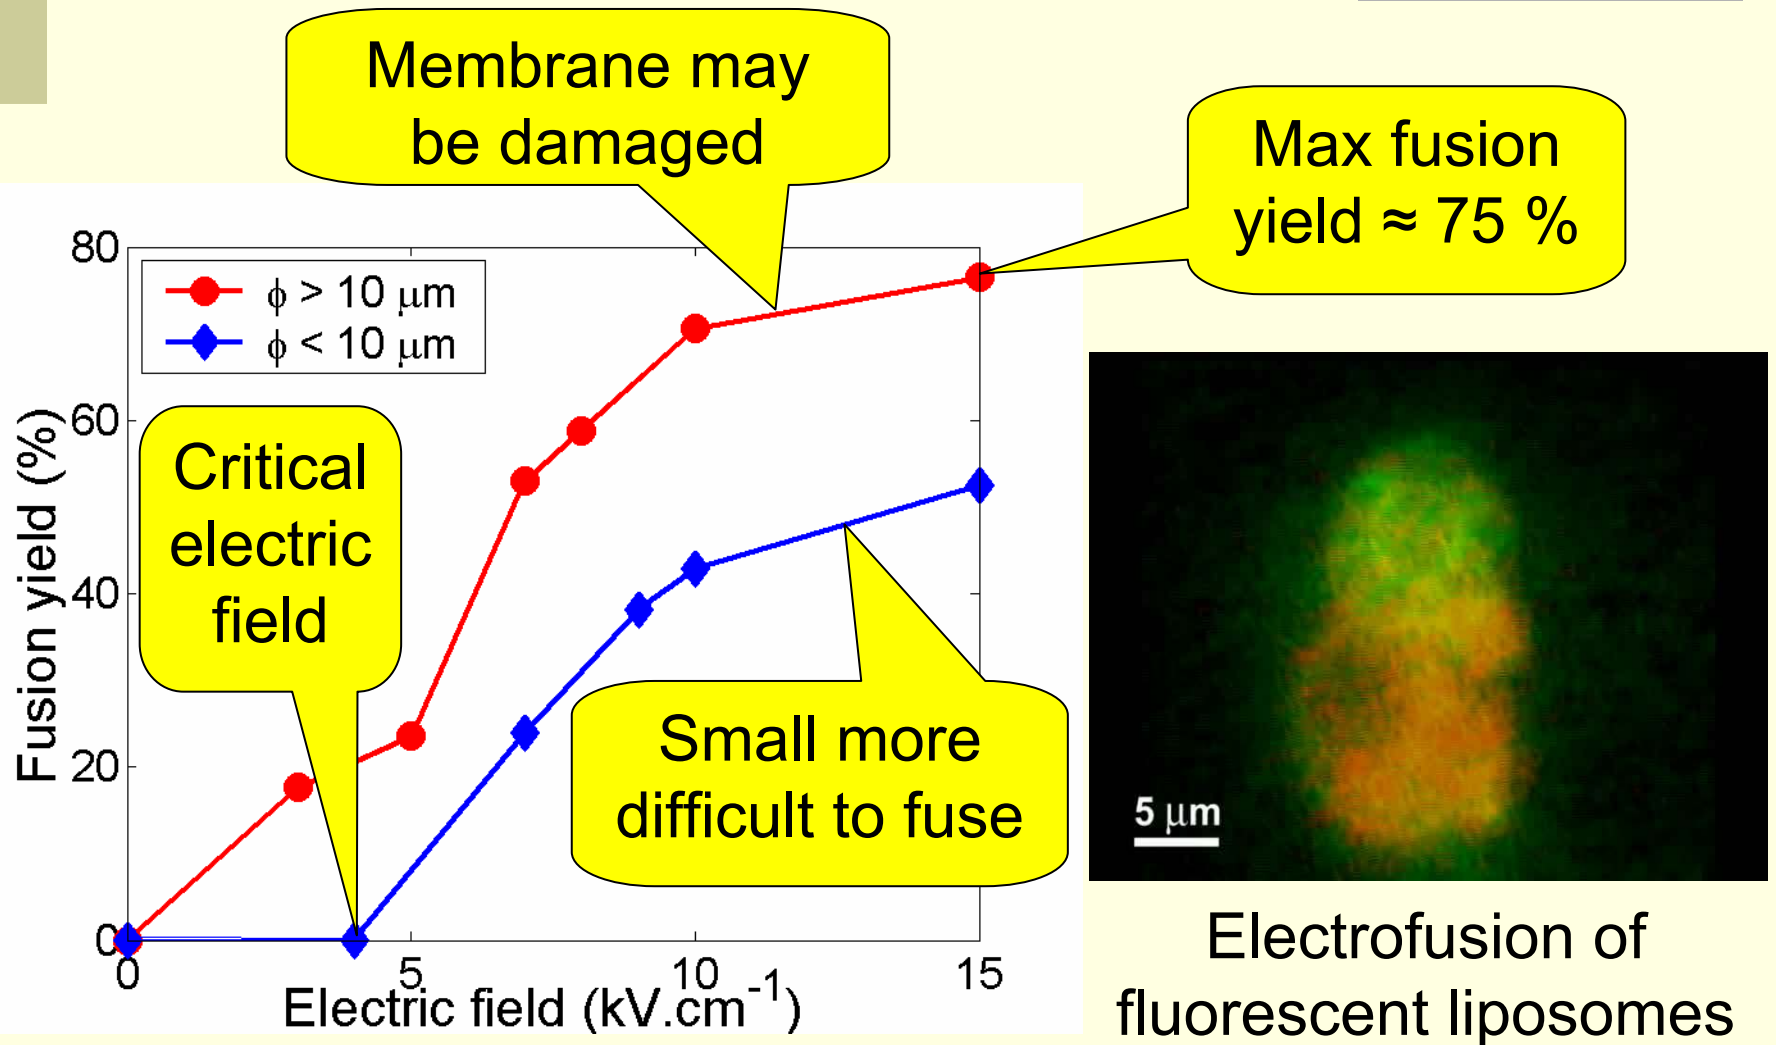 Membrane may
be damaged
Max fusion
yield ≈ 75 %
80
60
40
20
0
Fusion yield (%)
ϕ > 10 μm
ϕ < 10 μm
Critical
electric
field
Small more
difficult to fuse
0 5 10 15
Electric field (kV.cm⁻¹)
5 μm
Electrofusion of
fluorescent liposomes